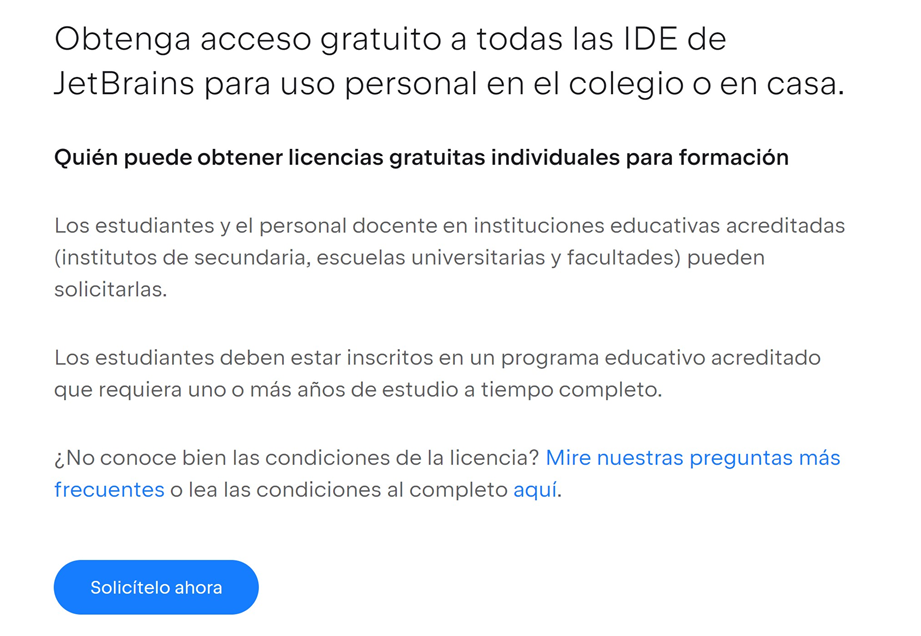 Obtenga acceso gratuito a todas las IDE de
JetBrains para uso personal en el colegio o en casa.
Quién puede obtener licencias gratuitas individuales para formación
Los estudiantes y el personal docente en instituciones educativas acreditadas
(institutos de secundaria, escuelas universitarias y facultades) pueden
solicitarlas.
Los estudiantes deben estar inscritos en un programa educativo acreditado
que requiera uno o más años de estudio a tiempo completo.
¿No conoce bien las condiciones de la licencia? Mire nuestras preguntas más
frecuentes o lea las condiciones al completo aquí.
Solicítelo ahora